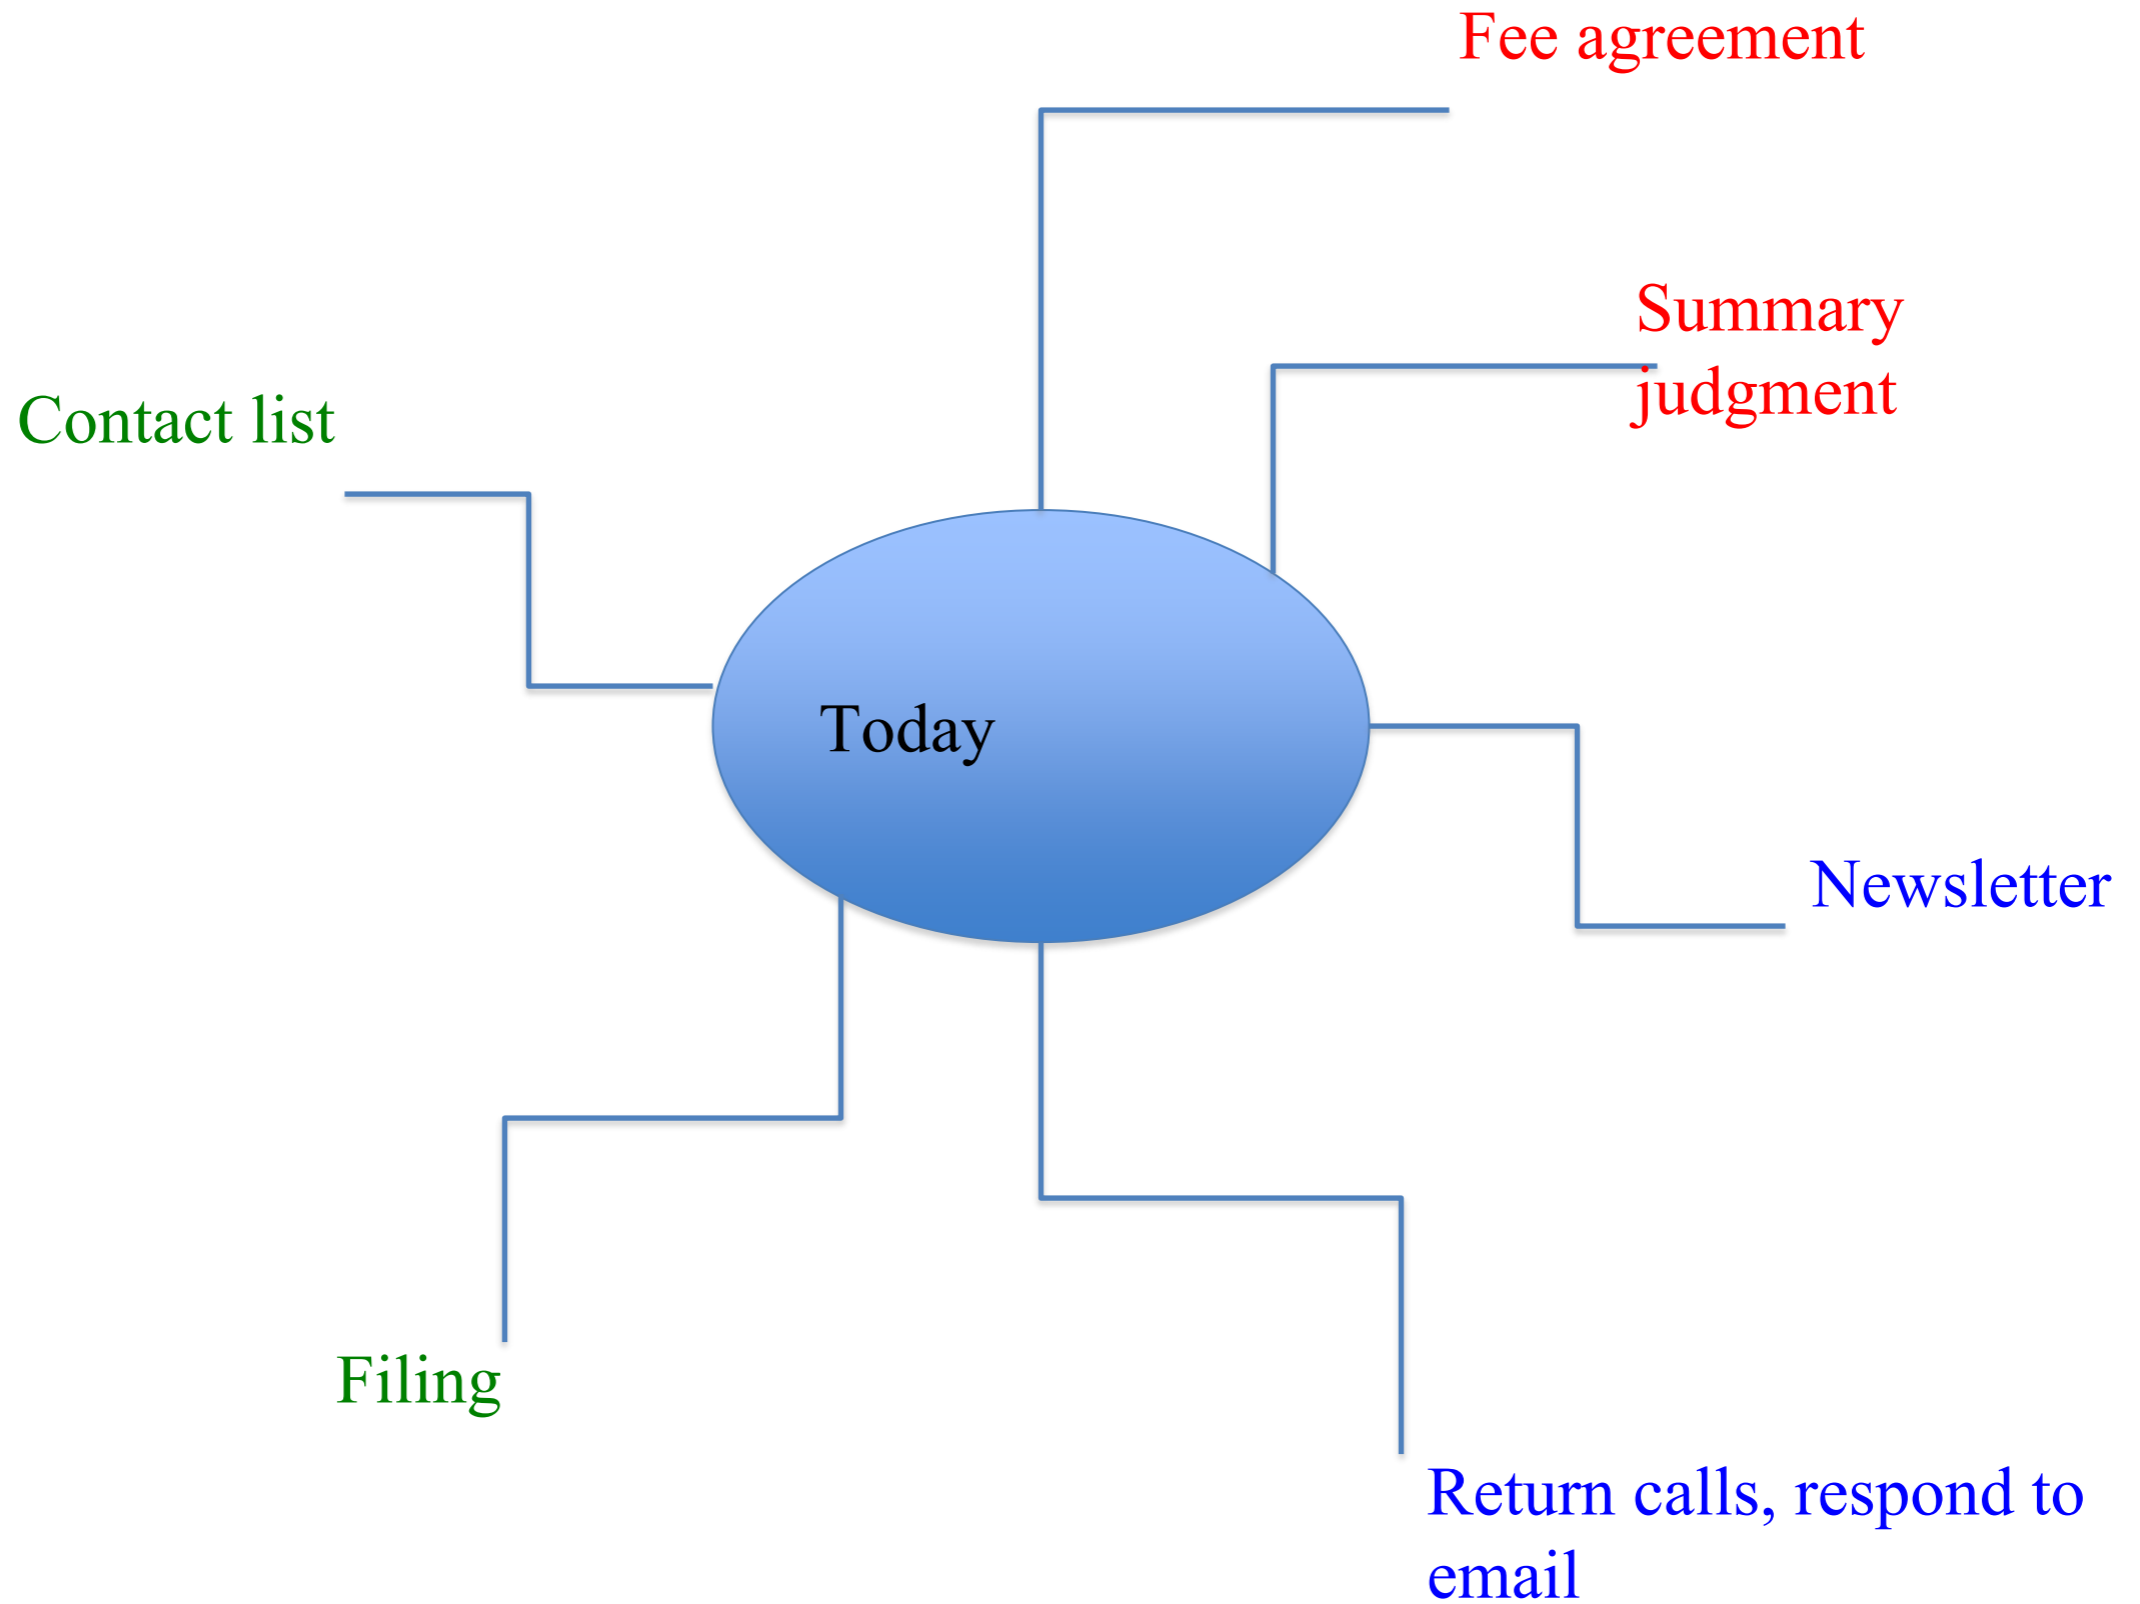 Fee agreement
Summary
judgment
Contact list
Today
Newsletter
Filing
Return calls, respond to
email